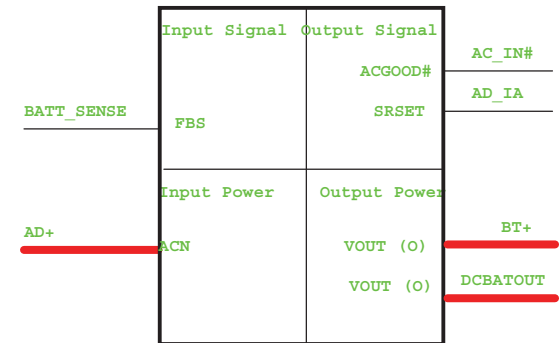 Input Signal Output Signal
AC_IN#
ACGOOD#
AD_IA
BATT_SENSE
SRSET
FBS
Input Power Output Power
AD+
BT+
ACN
VOUT (O)
DCBATOUT
VOUT (O)